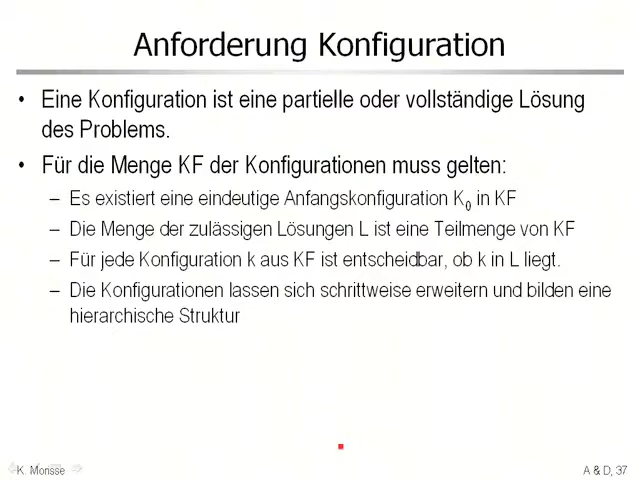 Anforderung Konfiguration
• Eine Konfiguration ist eine partielle oder vollständige Lösung
des Problems.
• Für die Menge KF der Konfigurationen muss gelten:
– Es existiert eine eindeutige Anfangskonfiguration K0 in KF
– Die Menge der zulässigen Lösungen L ist eine Teilmenge von KF
– Für jede Konfiguration k aus KF ist entscheidbar, ob k in L liegt.
– Die Konfigurationen lassen sich schrittweise erweitern und bilden eine
hierarchische Struktur
K. Morisse
A & D, 37